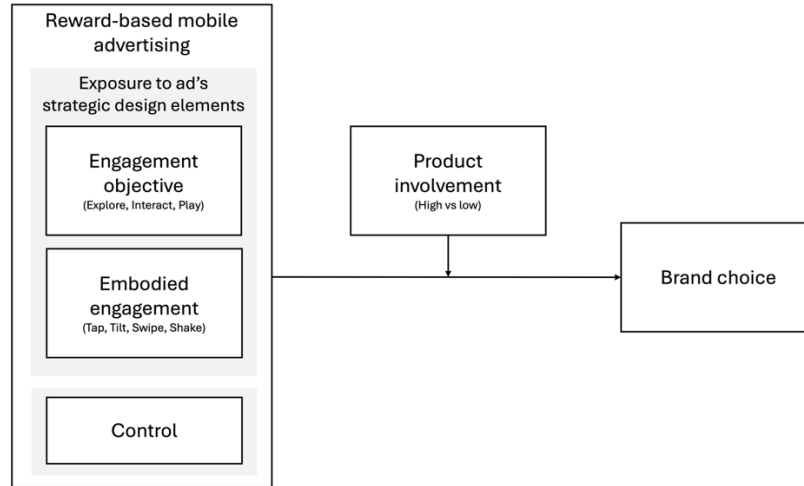 Reward-based mobile
advertising
Exposure to ad's
strategic design elements
Engagement
objective
(Explore, Interact, Play)
Embodied
engagement
(Tap, Tilt, Swipe, Shake)
Control
Product
involvement
(High vs low)
Brand choice